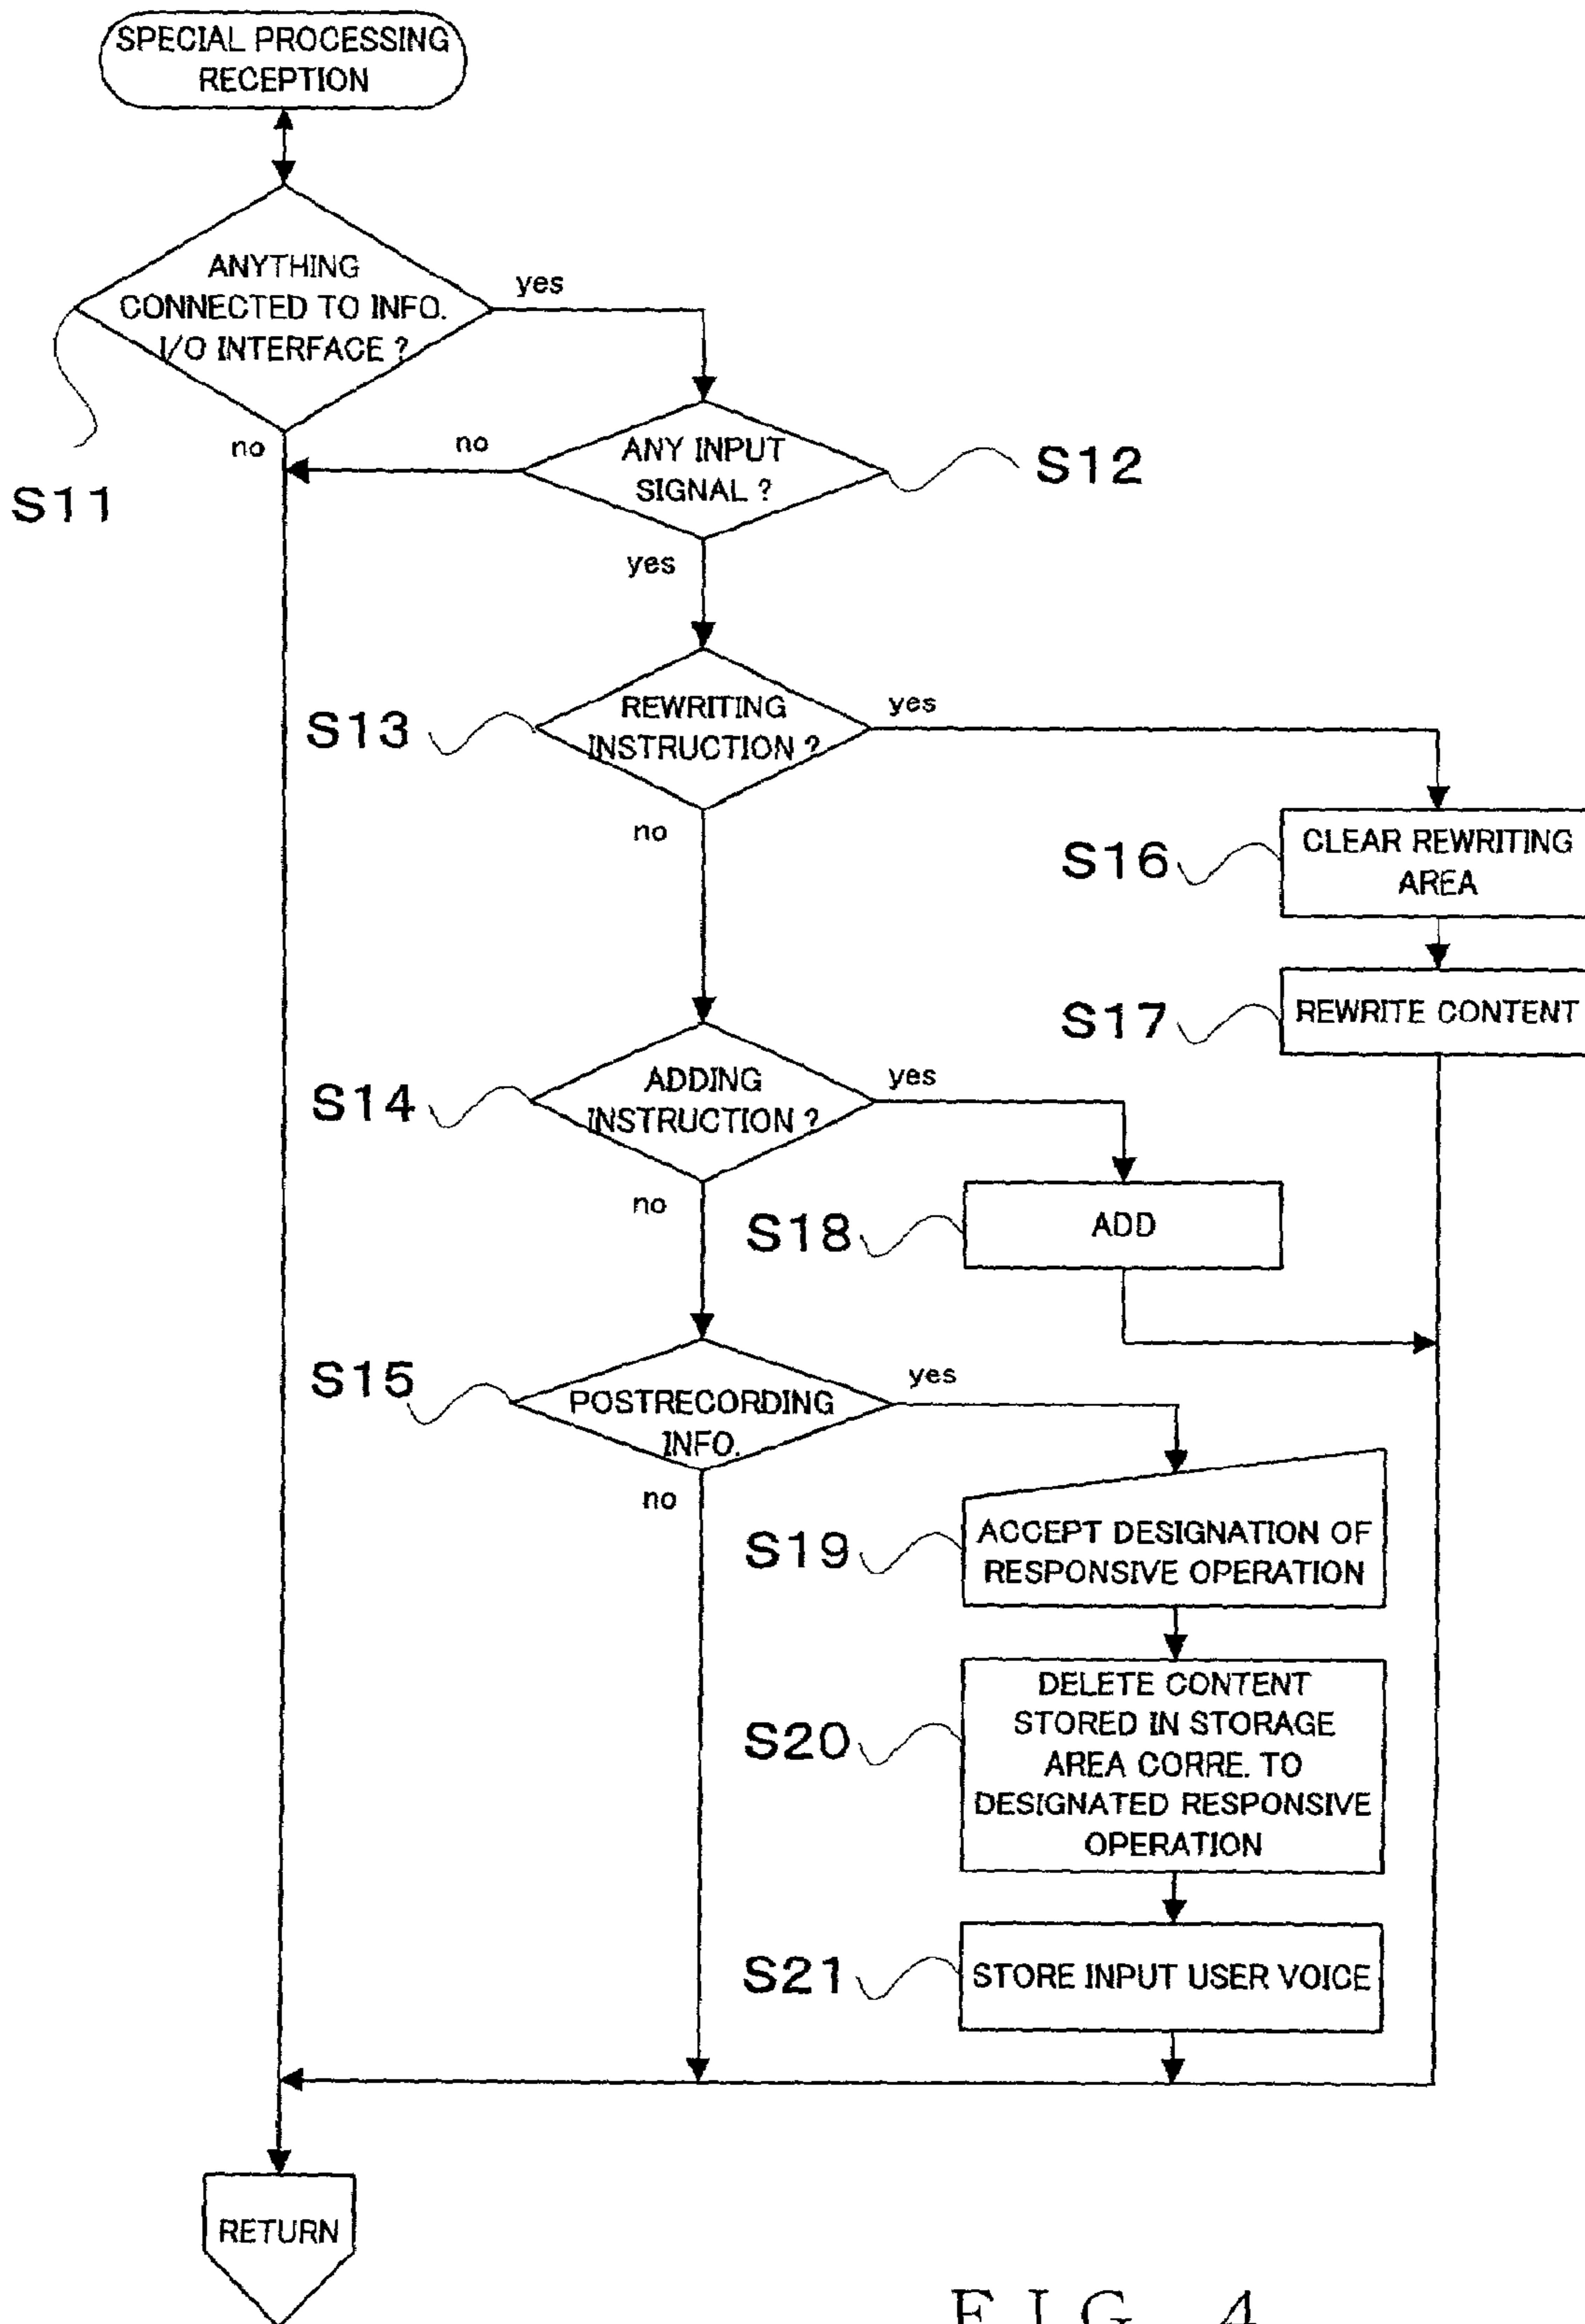 SPECIAL PROCESSING
RECEPTION
ANYTHING
CONNECTED TO INFO.
I/O INTERFACE ?
yes
no
S11
ANY INPUT
SIGNAL ?
no
S12
yes
S13
REWRITING
INSTRUCTION ?
yes
no
S16
CLEAR REWRITING
AREA
S17
REWRITE CONTENT
S14
ADDING
INSTRUCTION ?
yes
no
S18
ADD
S15
POSTRECORDING
INFO.
yes
no
S19
ACCEPT DESIGNATION OF
RESPONSIVE OPERATION
S20
DELETE CONTENT
STORED IN STORAGE
AREA CORRE. TO
DESIGNATED RESPONSIVE
OPERATION
S21
STORE INPUT USER VOICE
RETURN
FIG. 4